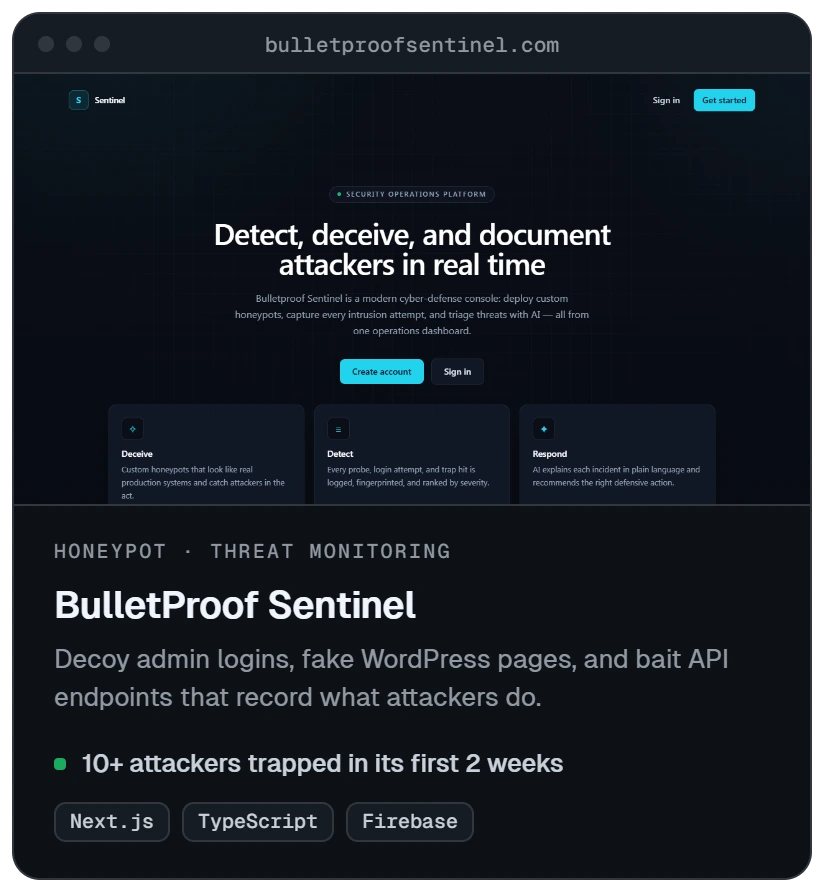 bulletproofsentinel.com
S Sentinel
Sign in
Get started
SECURITY OPERATIONS PLATFORM
Detect, deceive, and document
attackers in real time
Bulletproof Sentinel is a modern cyber-defense console: deploy custom
honeypots, capture every intrusion attempt, and triage threats with AI — all from
one operations dashboard.
Create account
Sign in
Deceive
Custom honeypots that look like real
production systems and catch attackers in the
act.
Detect
Every probe, login attempt, and trap hit is
logged, fingerprinted, and ranked by severity.
Respond
AI explains each incident in plain language and
recommends the right defensive action.
HONEYPOT · THREAT MONITORING
BulletProof Sentinel
Decoy admin logins, fake WordPress pages, and bait API
endpoints that record what attackers do.
10+ attackers trapped in its first 2 weeks
Next.js
TypeScript
Firebase